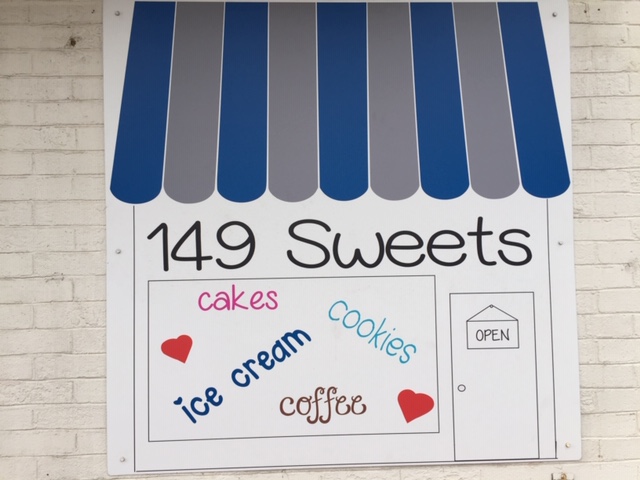 149 Sweets
cakes
cookies
ice cream
coffee
OPEN